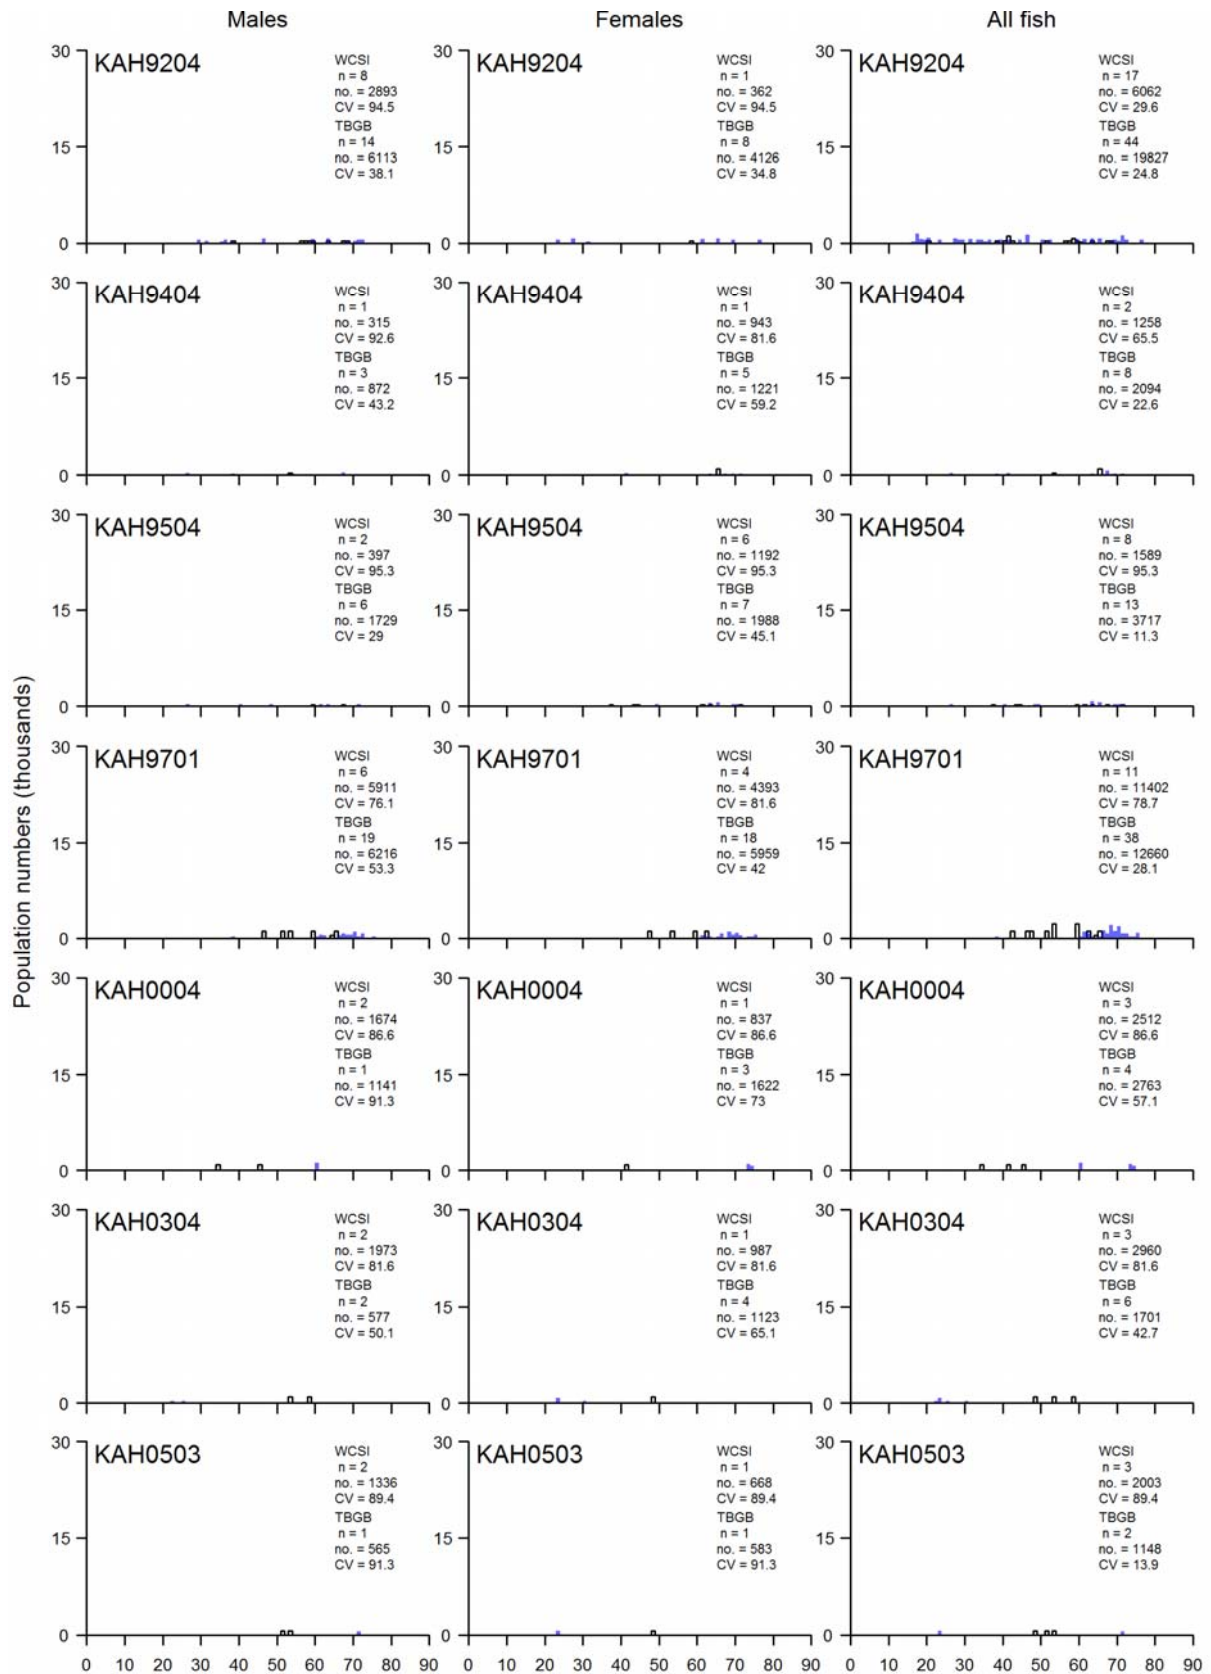 Males Females All fish
Population numbers (thousands)
30 KAH9204 WCSI 30 KAH9204 WCSI 30 KAH9204 WCSI
n = 8 n = 1 n = 17
no. = 2893 no. = 362 no. = 6062
CV = 94.5 CV = 94.5 CV = 29.6
TBGB TBGB TBGB
15 n = 14 15 n = 8 15 n = 44
no. = 6113 no. = 4126 no. = 19827
CV = 38.1 CV = 34.8 CV = 24.8
0 0 0
30 KAH9404 WCSI 30 KAH9404 WCSI 30 KAH9404 WCSI
n = 1 n = 1 n = 2
no. = 315 no. = 943 no. = 1258
CV = 92.6 CV = 81.6 CV = 65.5
TBGB TBGB TBGB
15 n = 3 15 n = 5 15 n = 8
no. = 872 no. = 1221 no. = 2094
CV = 43.2 CV = 59.2 CV = 22.6
0 0 0
30 KAH9504 WCSI 30 KAH9504 WCSI 30 KAH9504 WCSI
n = 2 n = 6 n = 8
no. = 397 no. = 1192 no. = 1589
CV = 95.3 CV = 95.3 CV = 95.3
TBGB TBGB TBGB
15 n = 6 15 n = 7 15 n = 13
no. = 1729 no. = 1988 no. = 3717
CV = 29 CV = 45.1 CV = 11.3
0 0 0
30 KAH9701 WCSI 30 KAH9701 WCSI 30 KAH9701 WCSI
n = 6 n = 4 n = 11
no. = 5911 no. = 4393 no. = 11402
CV = 76.1 CV = 81.6 CV = 78.7
TBGB TBGB TBGB
15 n = 19 15 n = 18 15 n = 38
no. = 6216 no. = 5959 no. = 12660
CV = 53.3 CV = 42 CV = 28.1
0 0 0
30 KAH0004 WCSI 30 KAH0004 WCSI 30 KAH0004 WCSI
n = 2 n = 1 n = 3
no. = 1674 no. = 837 no. = 2512
CV = 86.6 CV = 86.6 CV = 86.6
TBGB TBGB TBGB
15 n = 1 15 n = 3 15 n = 4
no. = 1141 no. = 1622 no. = 2763
CV = 91.3 CV = 73 CV = 57.1
0 0 0
30 KAH0304 WCSI 30 KAH0304 WCSI 30 KAH0304 WCSI
n = 2 n = 1 n = 3
no. = 1973 no. = 987 no. = 2960
CV = 81.6 CV = 81.6 CV = 81.6
TBGB TBGB TBGB
15 n = 2 15 n = 4 15 n = 6
no. = 577 no. = 1123 no. = 1701
CV = 50.1 CV = 65.1 CV = 42.7
0 0 0
30 KAH0503 WCSI 30 KAH0503 WCSI 30 KAH0503 WCSI
n = 2 n = 1 n = 3
no. = 1336 no. = 668 no. = 2003
CV = 89.4 CV = 89.4 CV = 89.4
TBGB TBGB TBGB
15 n = 1 15 n = 1 15 n = 2
no. = 565 no. = 583 no. = 1148
CV = 91.3 CV = 91.3 CV = 13.9
0 0 0
0 10 20 30 40 50 60 70 80 90 0 10 20 30 40 50 60 70 80 90 0 10 20 30 40 50 60 70 80 90